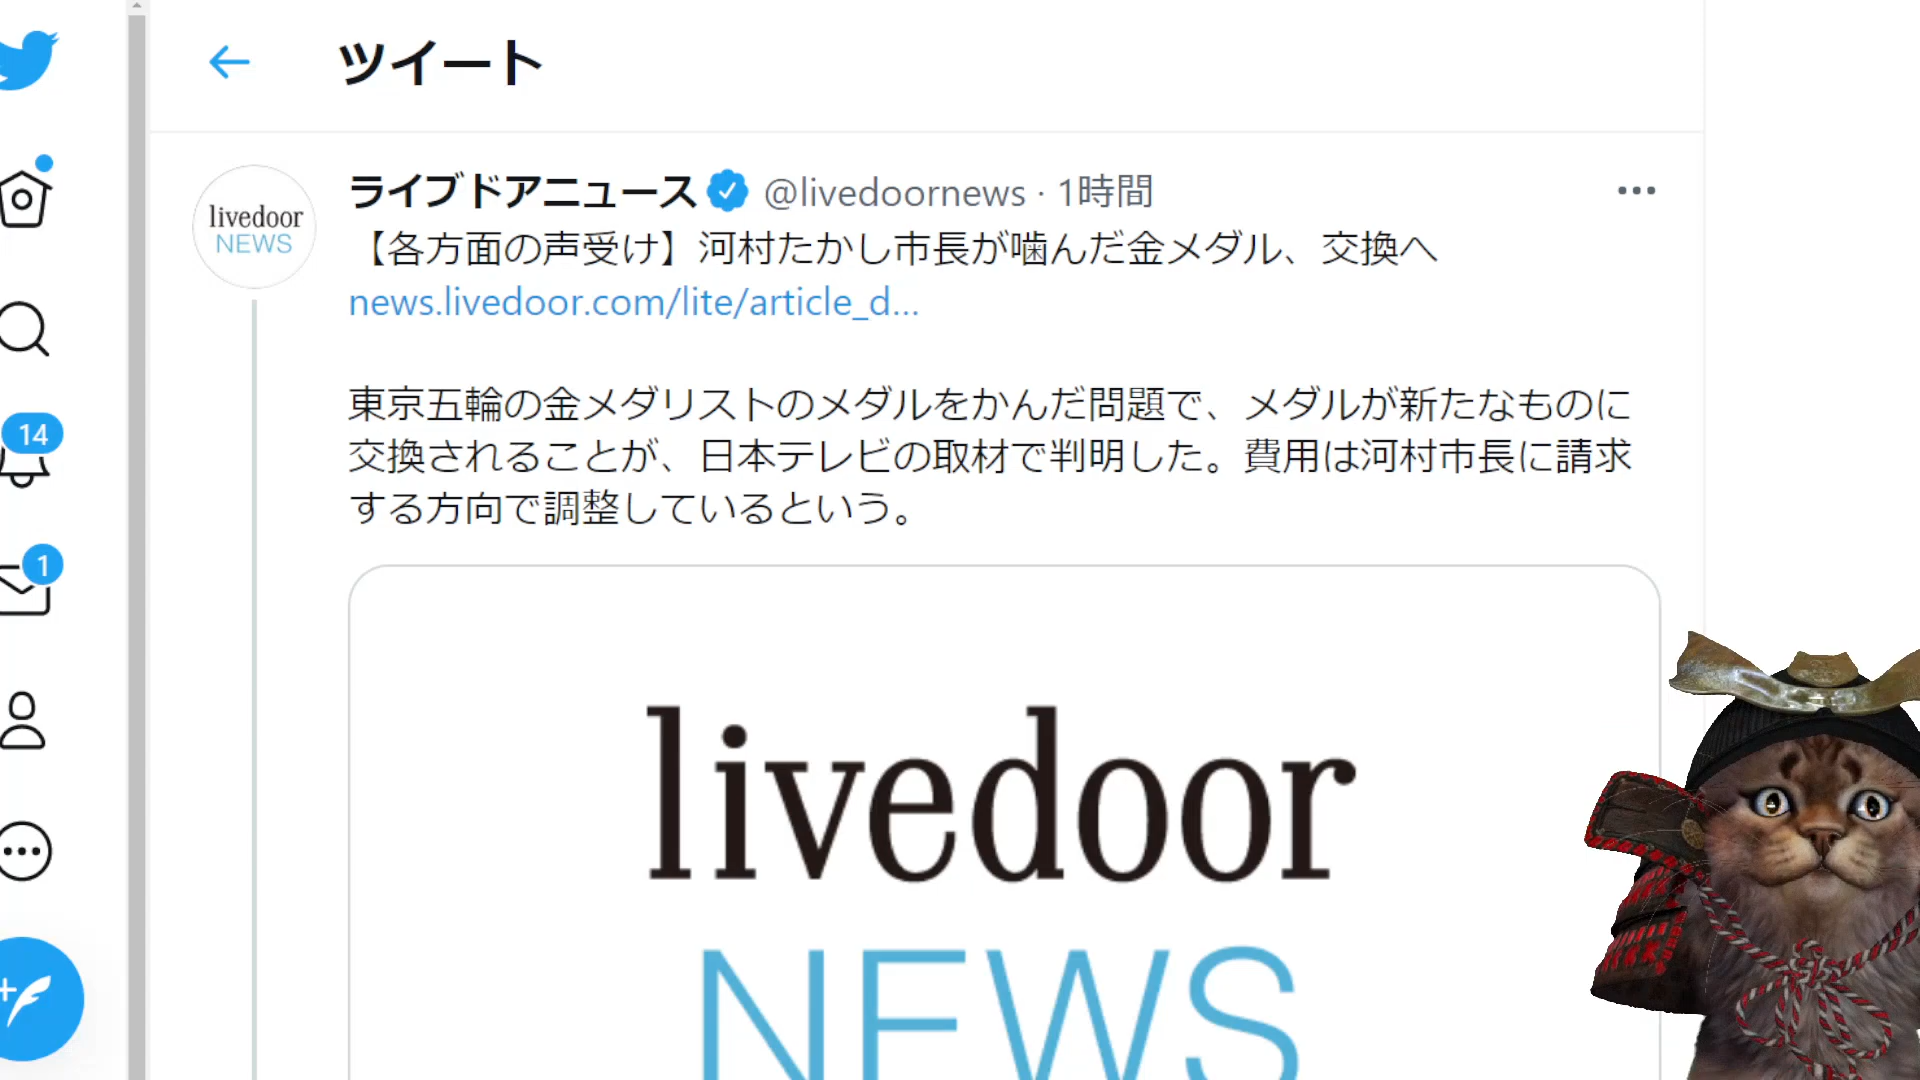 ツイート
livedoor
NEWS
ライブドアニュース @livedoornews · 1時間
【各方面の声受け】河村たかし市長が噛んだ金メダル、交換へ
news.livedoor.com/lite/article_d...
東京五輪の金メダリストのメダルをかんだ問題で、メダルが新たなものに
交換されることが、日本テレビの取材で判明した。費用は河村市長に請求
する方向で調整しているという。
14
1
livedoor
NEWS